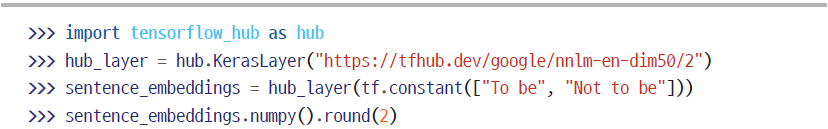 >>> import tensorflow_hub as hub
>>> hub_layer = hub.KerasLayer("https://tfhub.dev/google/nnlm-en-dim50/2")
>>> sentence_embeddings = hub_layer(tf.constant(["To be", "Not to be"]))
>>> sentence_embeddings.numpy().round(2)